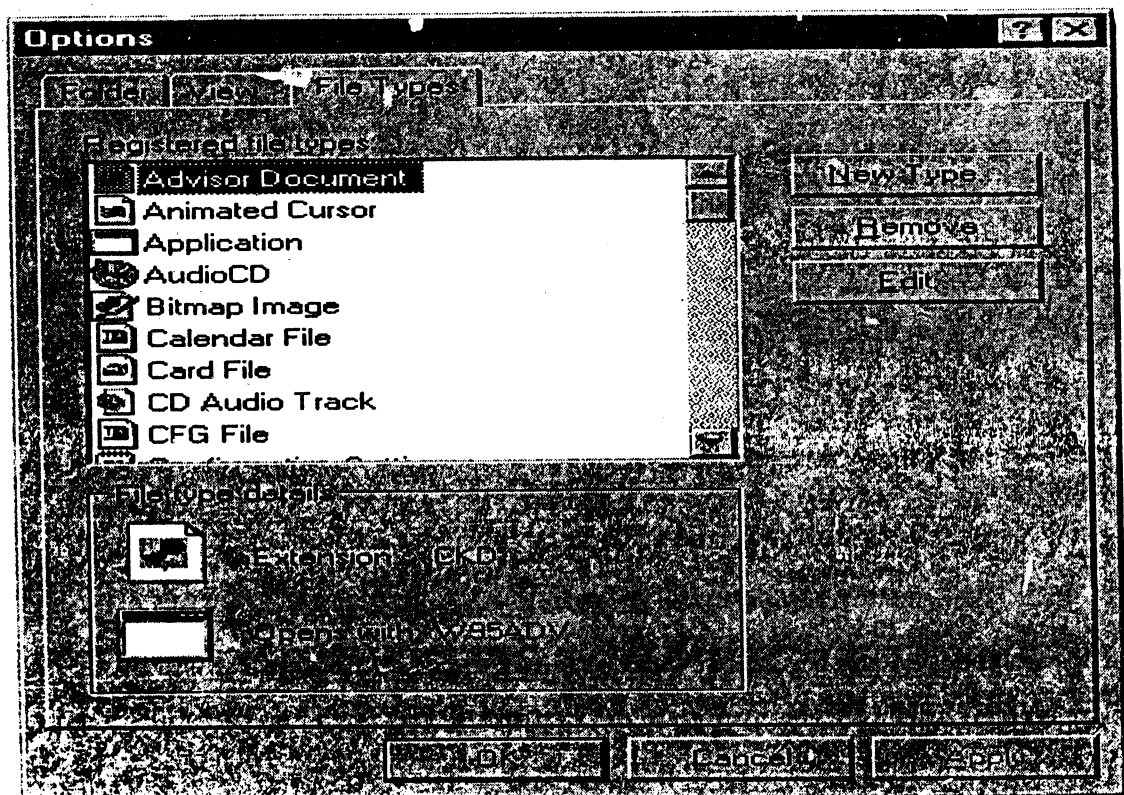 Options
Folder View File Types
Registered file types
Advisor Document
Animated Cursor
Application
AudioCD
Bitmap Image
Calendar File
Card File
CD Audio Track
CFG File
New Type...
Remove
Edit...
File type details
Extension: CKD
Opens with: W95ADV
OK Cancel Apply